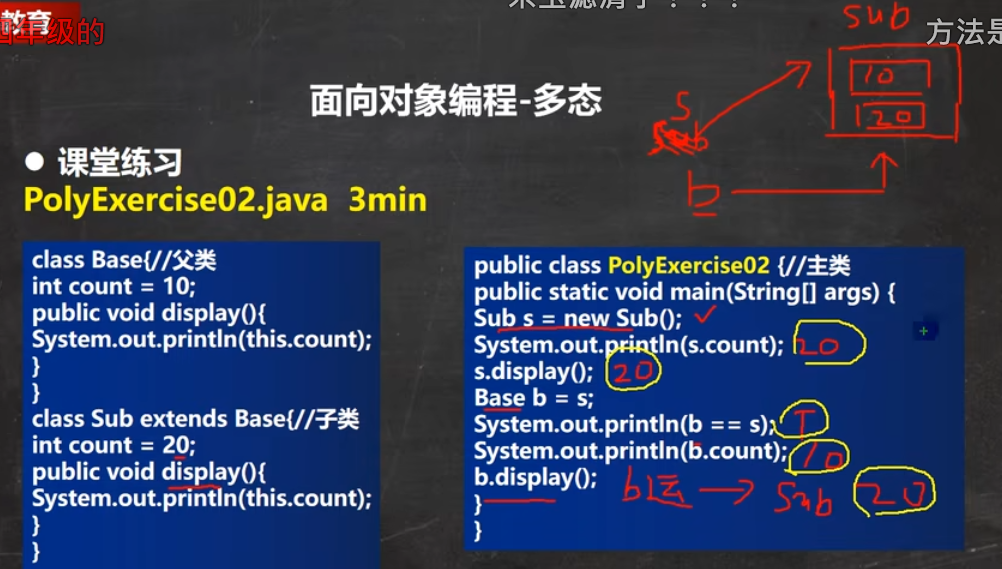 教育
四年级的
方法是
面向对象编程-多态
● 课堂练习
PolyExercise02.java 3min
class Base{//父类
int count = 10;
public void display(){
System.out.println(this.count);
}
}
class Sub extends Base{//子类
int count = 20;
public void display(){
System.out.println(this.count);
}
}
sub
10
20
s
b
b
public class PolyExercise02 {//主类
public static void main(String[] args) {
Sub s = new Sub();
System.out.println(s.count); 20
s.display(); 20
Base b = s;
System.out.println(b == s); T
System.out.println(b.count); 10
b.display(); b运 → Sub 20
}
}